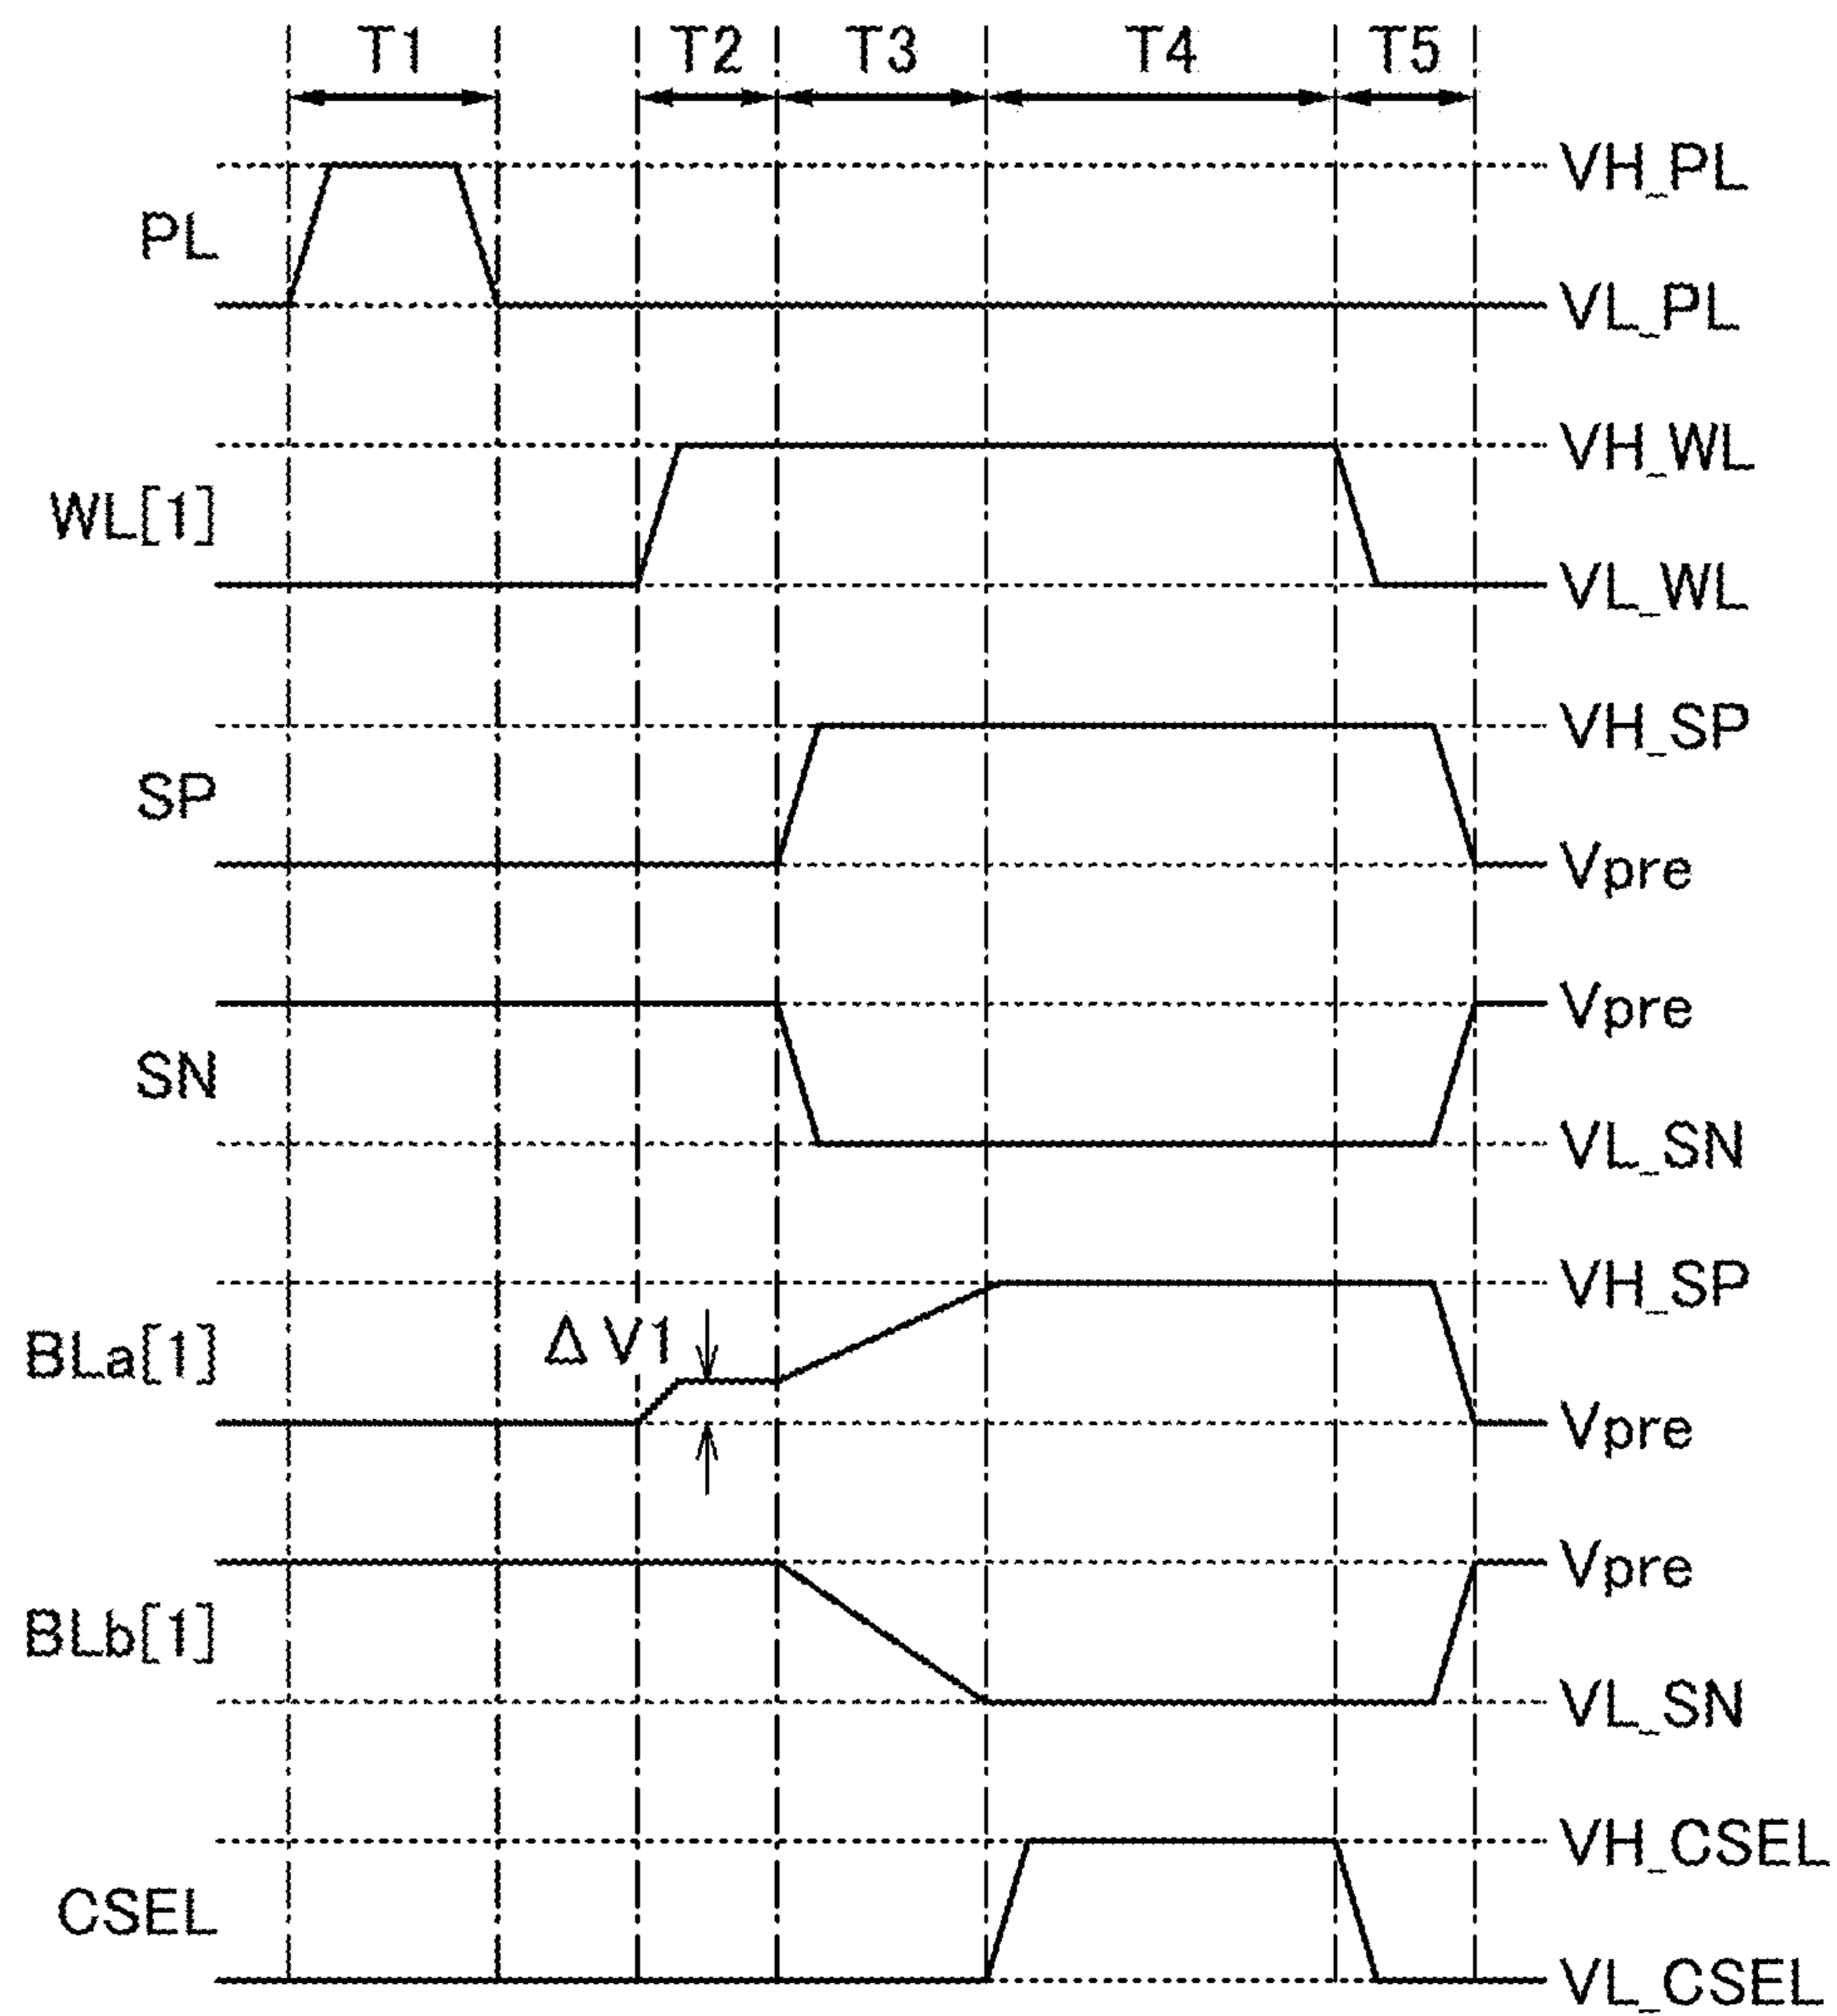 T1 T2 T3 T4 T5
VH_PL
PL
VL_PL
VH_WL
WL[1]
VL_WL
VH_SP
SP
Vpre
Vpre
SN
VL_SN
VH_SP
ΔV1
BLa[1]
Vpre
Vpre
BLb[1]
VL_SN
VH_CSEL
CSEL
VL_CSEL